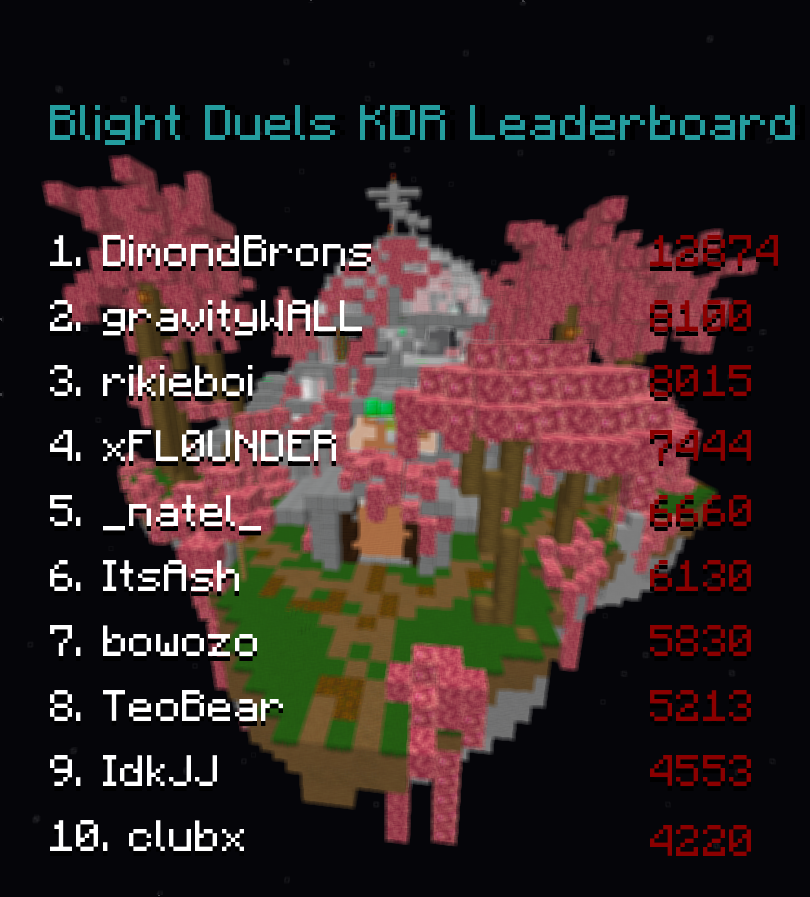 Blight Duels KDR Leaderboard
1. DimondBrons 12874
2. gravityWALL 8100
3. rikieboi 8015
4. xFL0UNDER 7444
5. _natel_ 6660
6. ItsAsh 6130
7. bowozo 5830
8. TeoBear 5213
9. IdkJJ 4553
10. clubx 4220